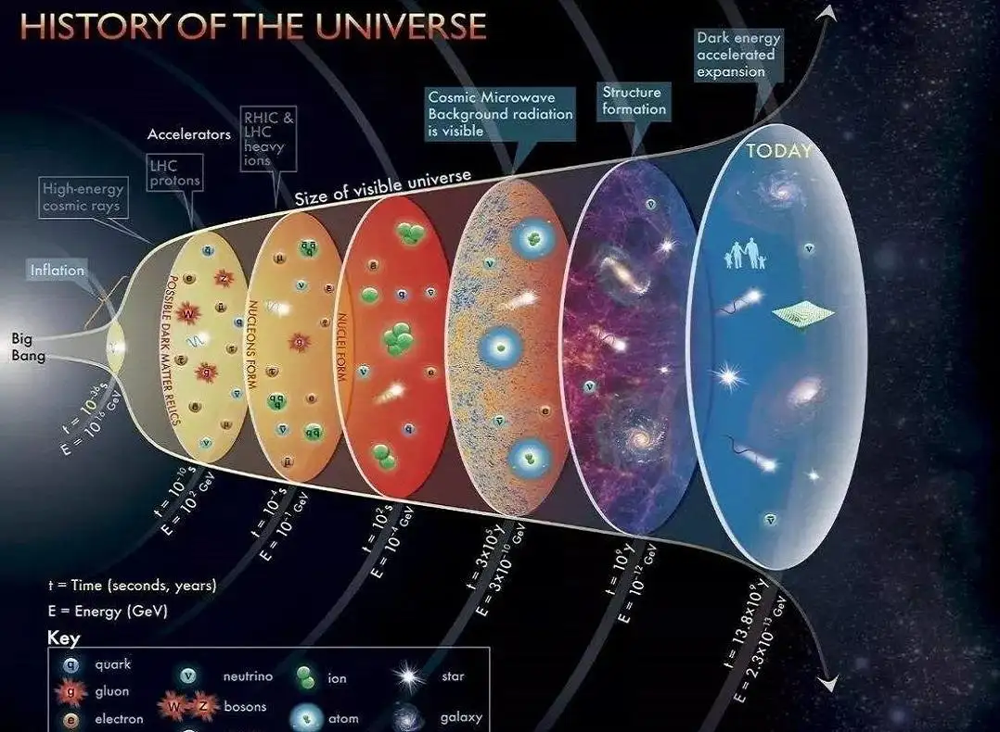 HISTORY OF THE UNIVERSE
Dark energy
accelerated
expansion
Structure
formation
Cosmic Microwave
Background radiation
is visible
RHIC &
LHC
heavy
ions
Accelerators
LHC
protons
High-energy
cosmic rays
Inflation
Big
Bang
Size of visible universe
TODAY
POSSIBLE DARK MATTER RELICS
NUCLEONS FORM
NUCLEI FORM
t = 10⁻³⁶ s
E = 10¹⁶ GeV
t = 10⁻¹⁰ s
E = 10² GeV
t = 10⁻⁴ s
E = 10⁻¹ GeV
t = 10² s
E = 10⁻⁴ GeV
t = 3x10⁵ y
E = 3x10⁻¹⁰ GeV
t = 10⁹ y
E = 10⁻¹² GeV
t = 13.8x10⁹ y
E = 2.3x10⁻¹³ GeV
t = Time (seconds, years)
E = Energy (GeV)
Key
q quark
g gluon
e electron
ν neutrino
W Z bosons
ion
atom
star
galaxy